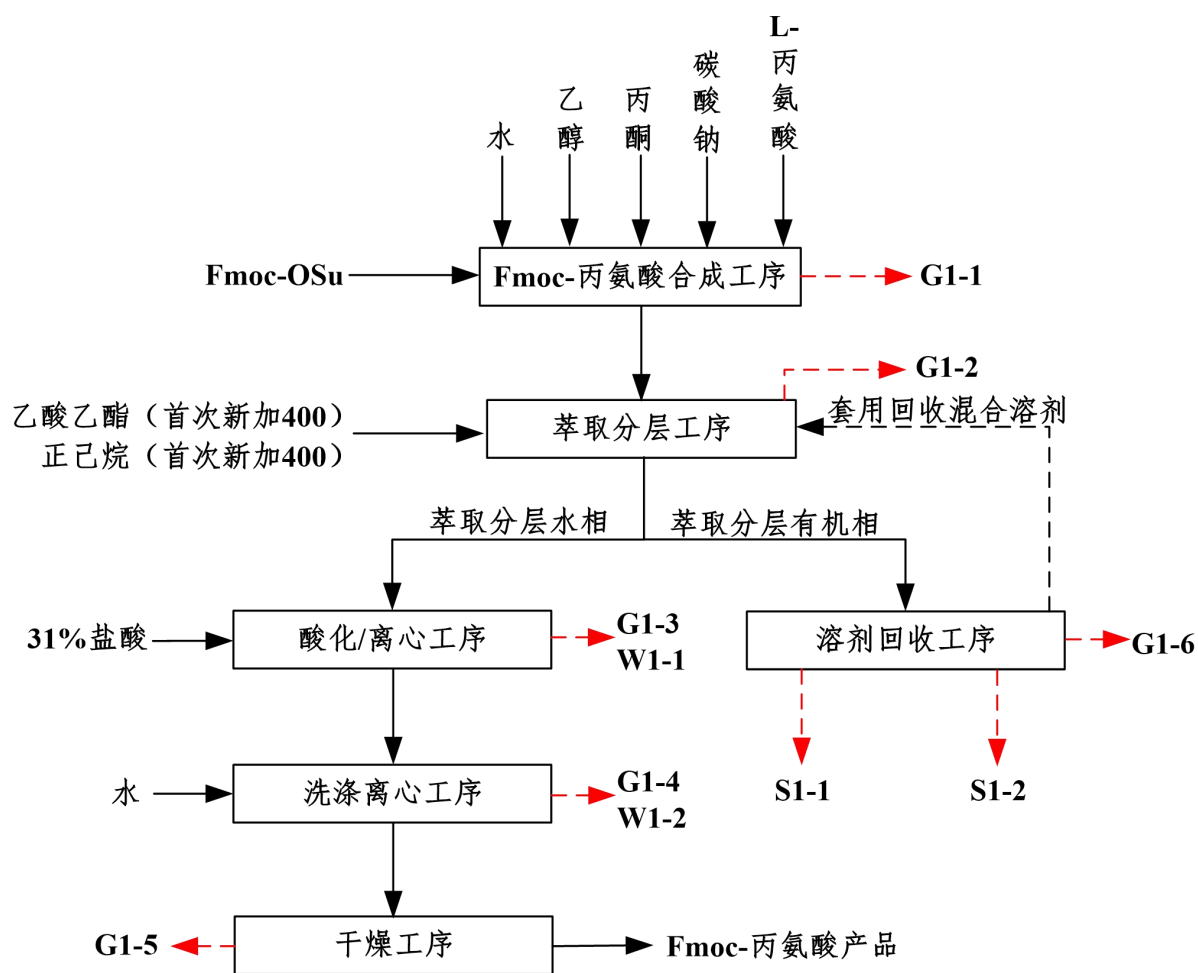 水
乙醇
丙酮
碳酸钠
L-丙氨酸
Fmoc-OSu
Fmoc-丙氨酸合成工序
G1-1
G1-2
乙酸乙酯（首次新加400）
正己烷（首次新加400）
萃取分层工序
套用回收混合溶剂
萃取分层水相
萃取分层有机相
31%盐酸
酸化/离心工序
G1-3
W1-1
溶剂回收工序
G1-6
水
洗涤离心工序
G1-4
W1-2
S1-1
S1-2
G1-5
干燥工序
Fmoc-丙氨酸产品